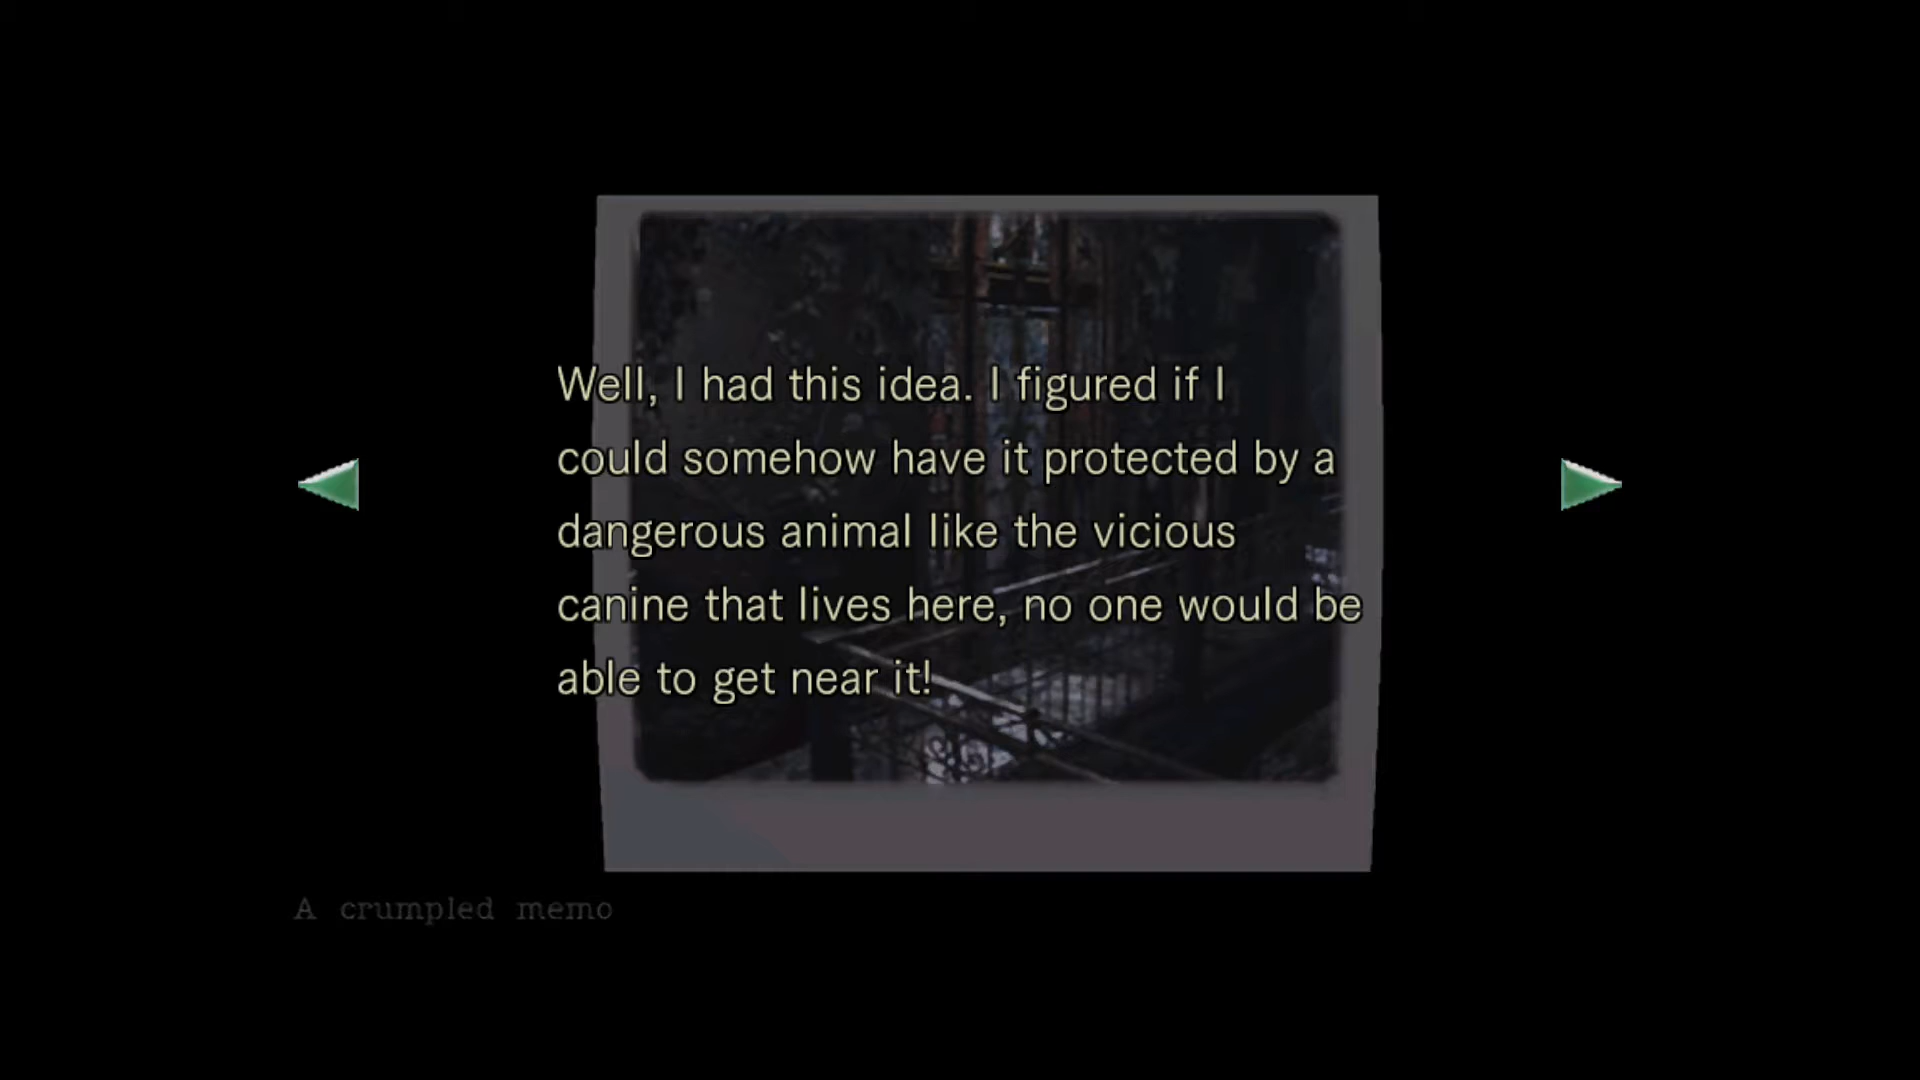 Well, I had this idea. I figured if I
could somehow have it protected by a
dangerous animal like the vicious
canine that lives here, no one would be
able to get near it!
A crumpled memo